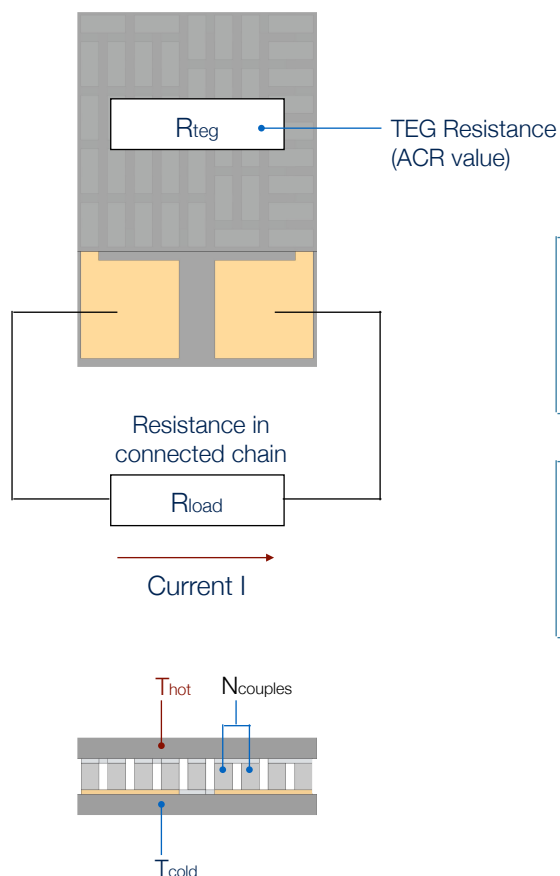 Rteg
TEG Resistance
(ACR value)
Resistance in
connected chain
Rload
Current I
Thot
Ncouples
Tcold